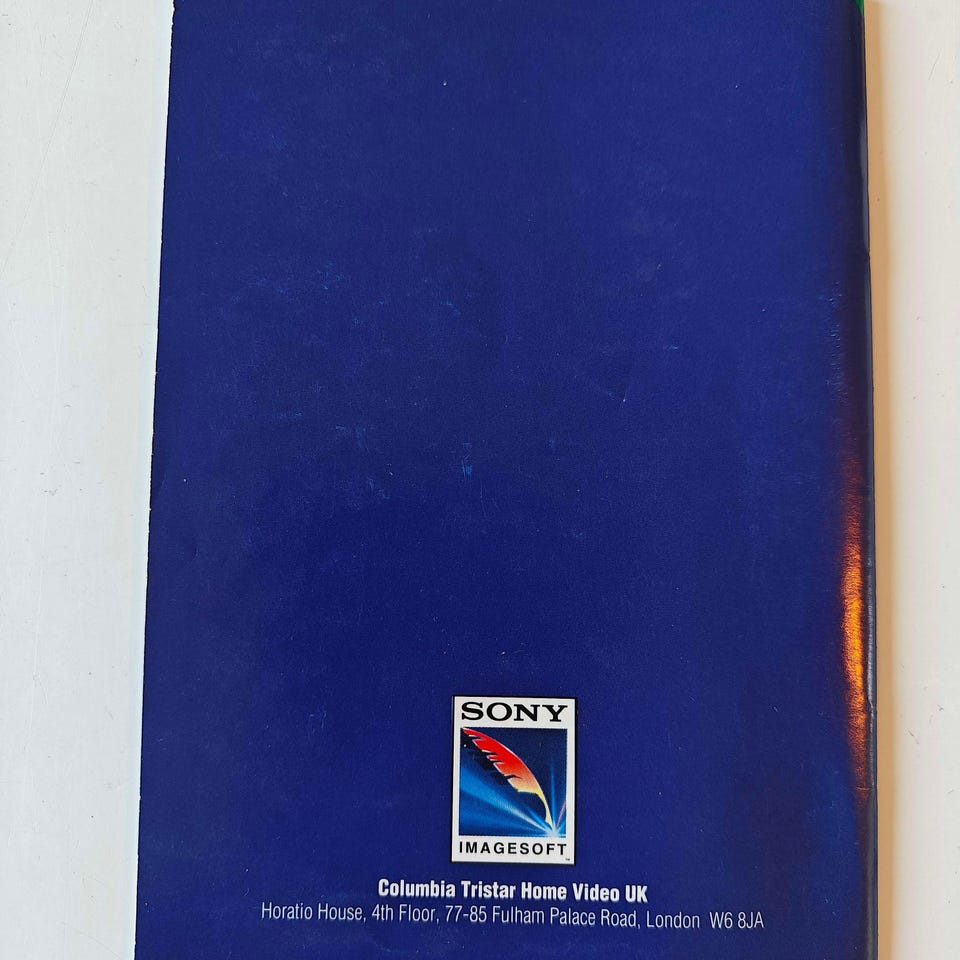 SONY
IMAGESOFT
Columbia Tristar Home Video UK
Horatio House, 4th Floor, 77-85 Fulham Palace Road, London W6 8JA